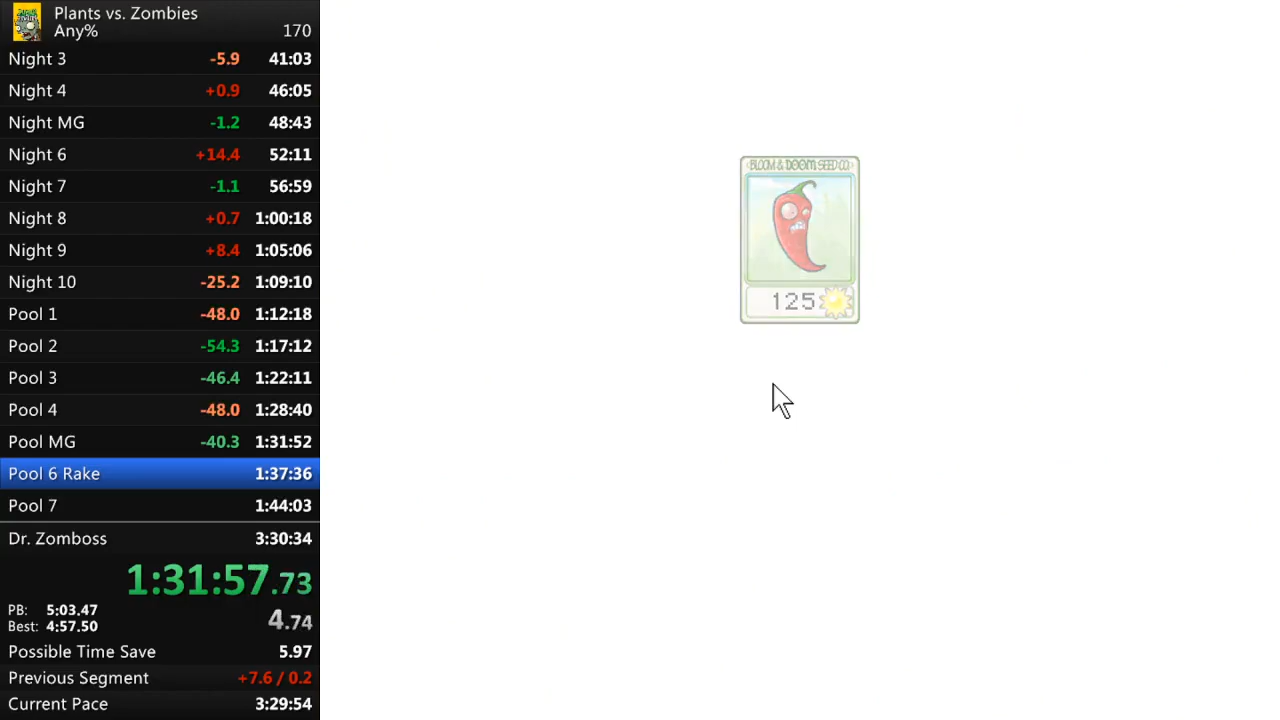 Plants vs. Zombies
Any% 170
Night 3 -5.9 41:03
Night 4 +0.9 46:05
Night MG -1.2 48:43
Night 6 +14.4 52:11
Night 7 -1.1 56:59
Night 8 +0.7 1:00:18
Night 9 +8.4 1:05:06
Night 10 -25.2 1:09:10
Pool 1 -48.0 1:12:18
Pool 2 -54.3 1:17:12
Pool 3 -46.4 1:22:11
Pool 4 -48.0 1:28:40
Pool MG -40.3 1:31:52
Pool 6 Rake 1:37:36
Pool 7 1:44:03
Dr. Zomboss 3:30:34
1:31:57.73
PB: 5:03.47
Best: 4:57.50
4.74
Possible Time Save 5.97
Previous Segment +7.6 / 0.2
Current Pace 3:29:54
BLOOM & DOOM SEED CO
125